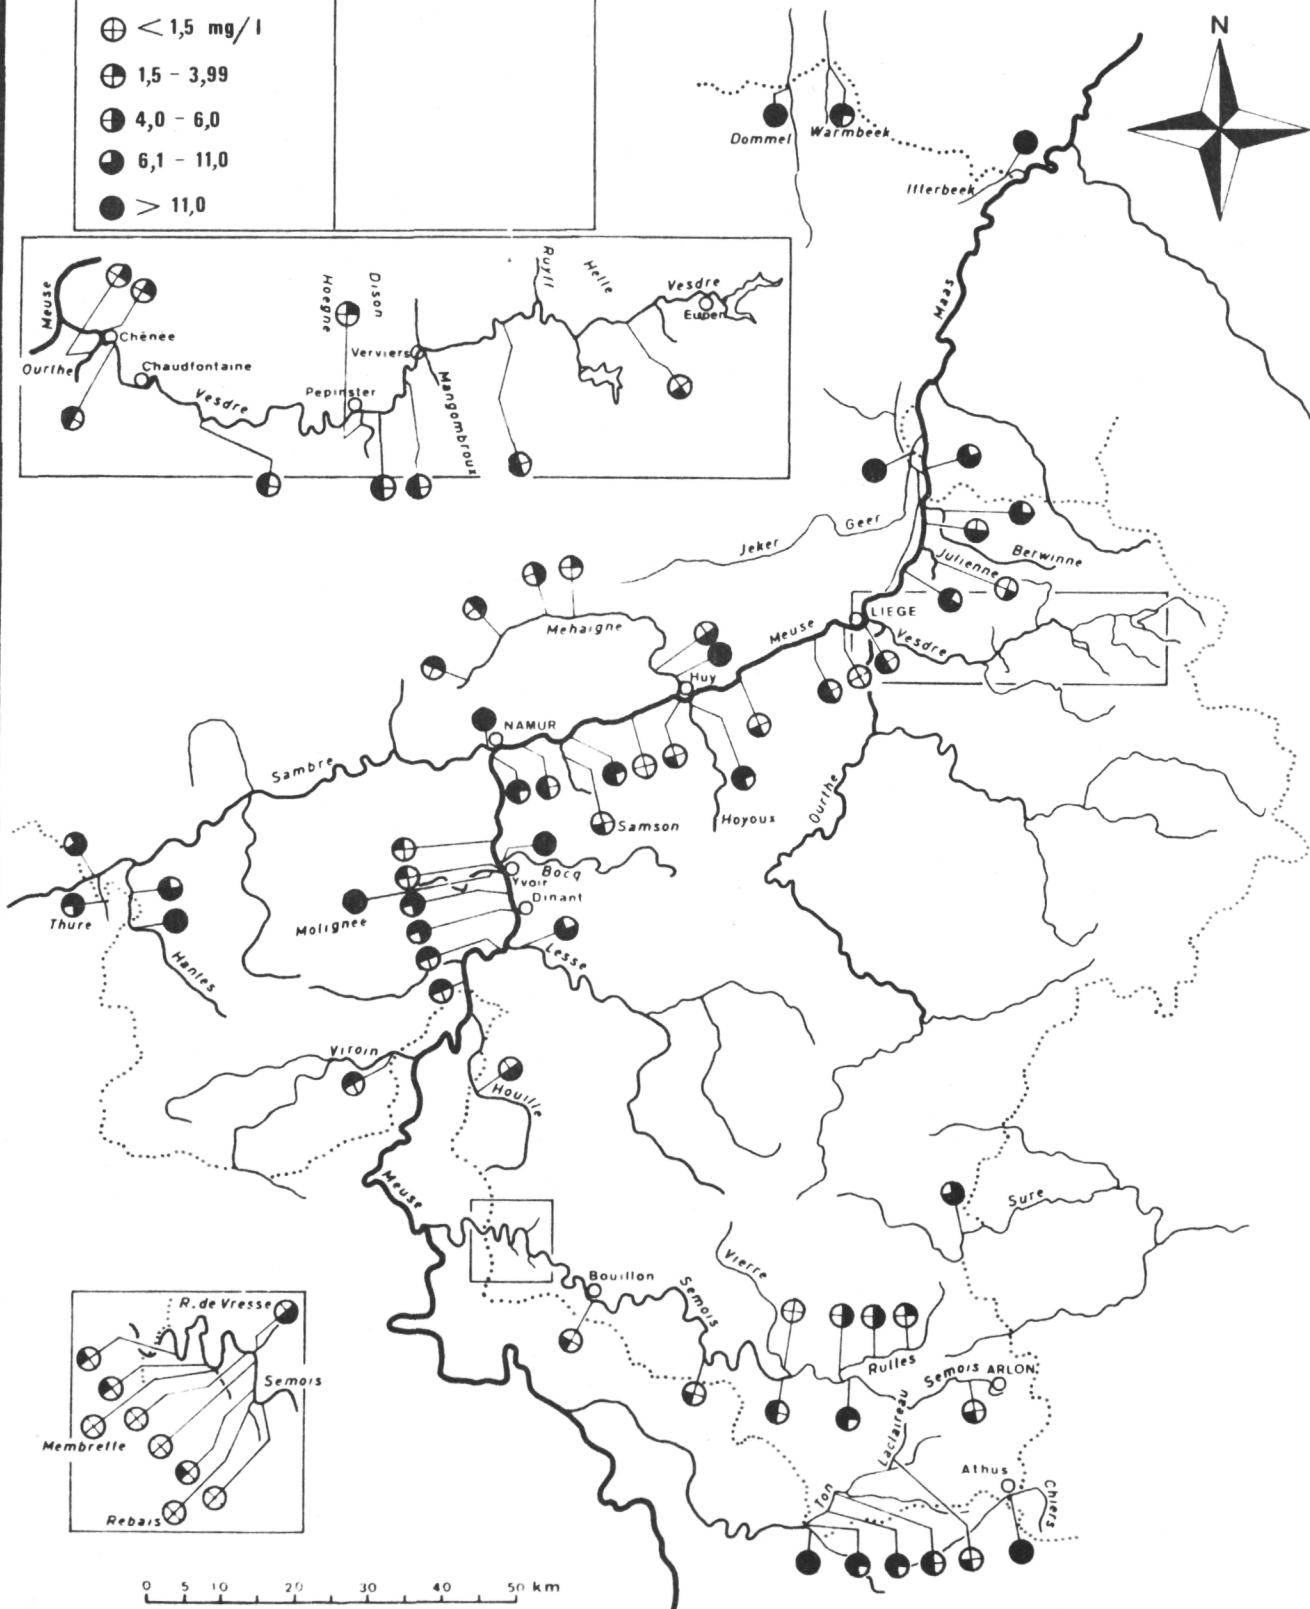 < 1,5 mg/l
1,5 - 3,99
4,0 - 6,0
6,1 - 11,0
> 11,0
N
Dommel
Warmbeek
Itterbeek
Maas
Meuse
Ourthe
Chênée
Chaudfontaine
Vesdre
Hoegne
Dison
Pepinster
Verviers
Mangombroux
Ruyff
Helle
Vesdre
Eupen
Jeker
Geer
Berwinne
Julienne
LIEGE
Vesdre
Meuse
Mehaigne
Huy
NAMUR
Sambre
Samson
Hoyoux
Ourthe
Bocq
Yvoir
Dinant
Molignée
Thure
Hantes
Lesse
Viroin
Houille
Meuse
Sure
Bouillon
Semois
Vierre
Rulles
Semois
ARLON
R. de Vresse
Semois
Membrette
Rebais
Laclaireau
Ton
Athus
Chiers
0 5 10 20 30 40 50 km